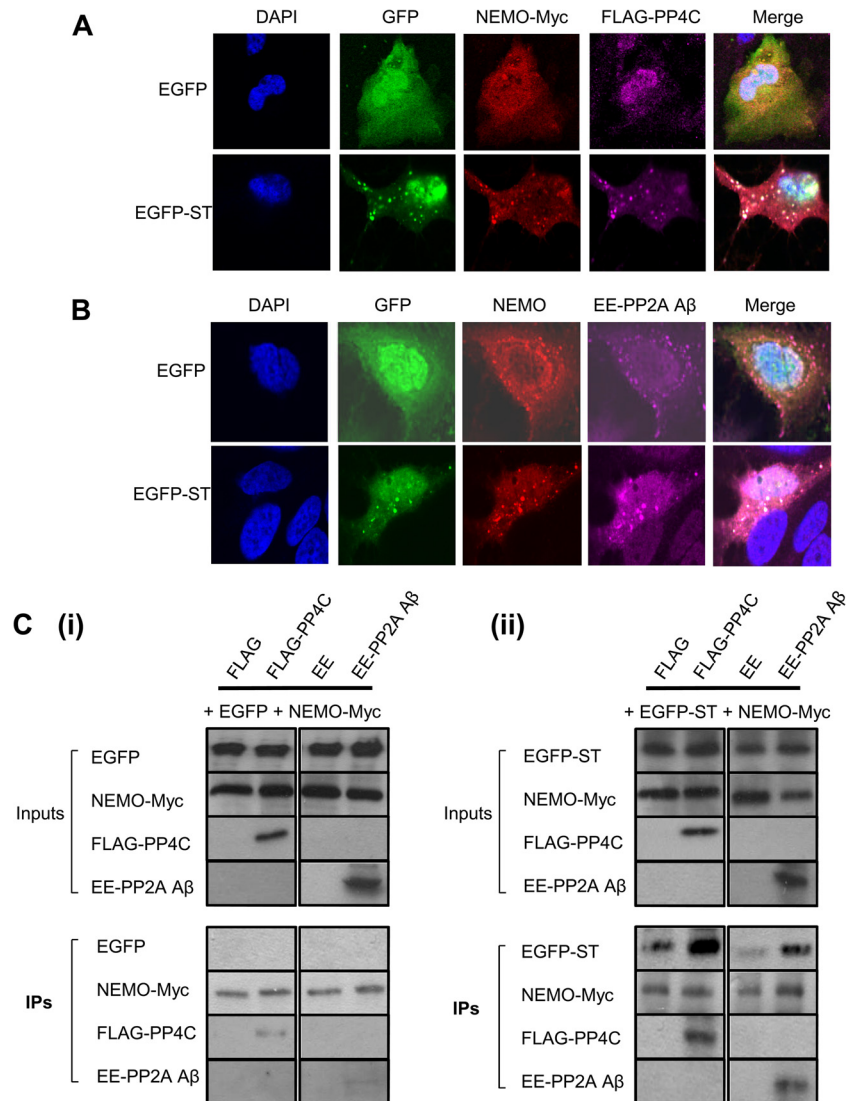 A
DAPI GFP NEMO-Myc FLAG-PP4C Merge
EGFP
EGFP-ST
B
DAPI GFP NEMO EE-PP2A Aβ Merge
EGFP
EGFP-ST
C (i)
FLAG FLAG-PP4C EE EE-PP2A Aβ
+ EGFP + NEMO-Myc
Inputs
EGFP
NEMO-Myc
FLAG-PP4C
EE-PP2A Aβ
IPs
EGFP
NEMO-Myc
FLAG-PP4C
EE-PP2A Aβ
(ii)
FLAG FLAG-PP4C EE EE-PP2A Aβ
+ EGFP-ST + NEMO-Myc
Inputs
EGFP-ST
NEMO-Myc
FLAG-PP4C
EE-PP2A Aβ
IPs
EGFP-ST
NEMO-Myc
FLAG-PP4C
EE-PP2A Aβ